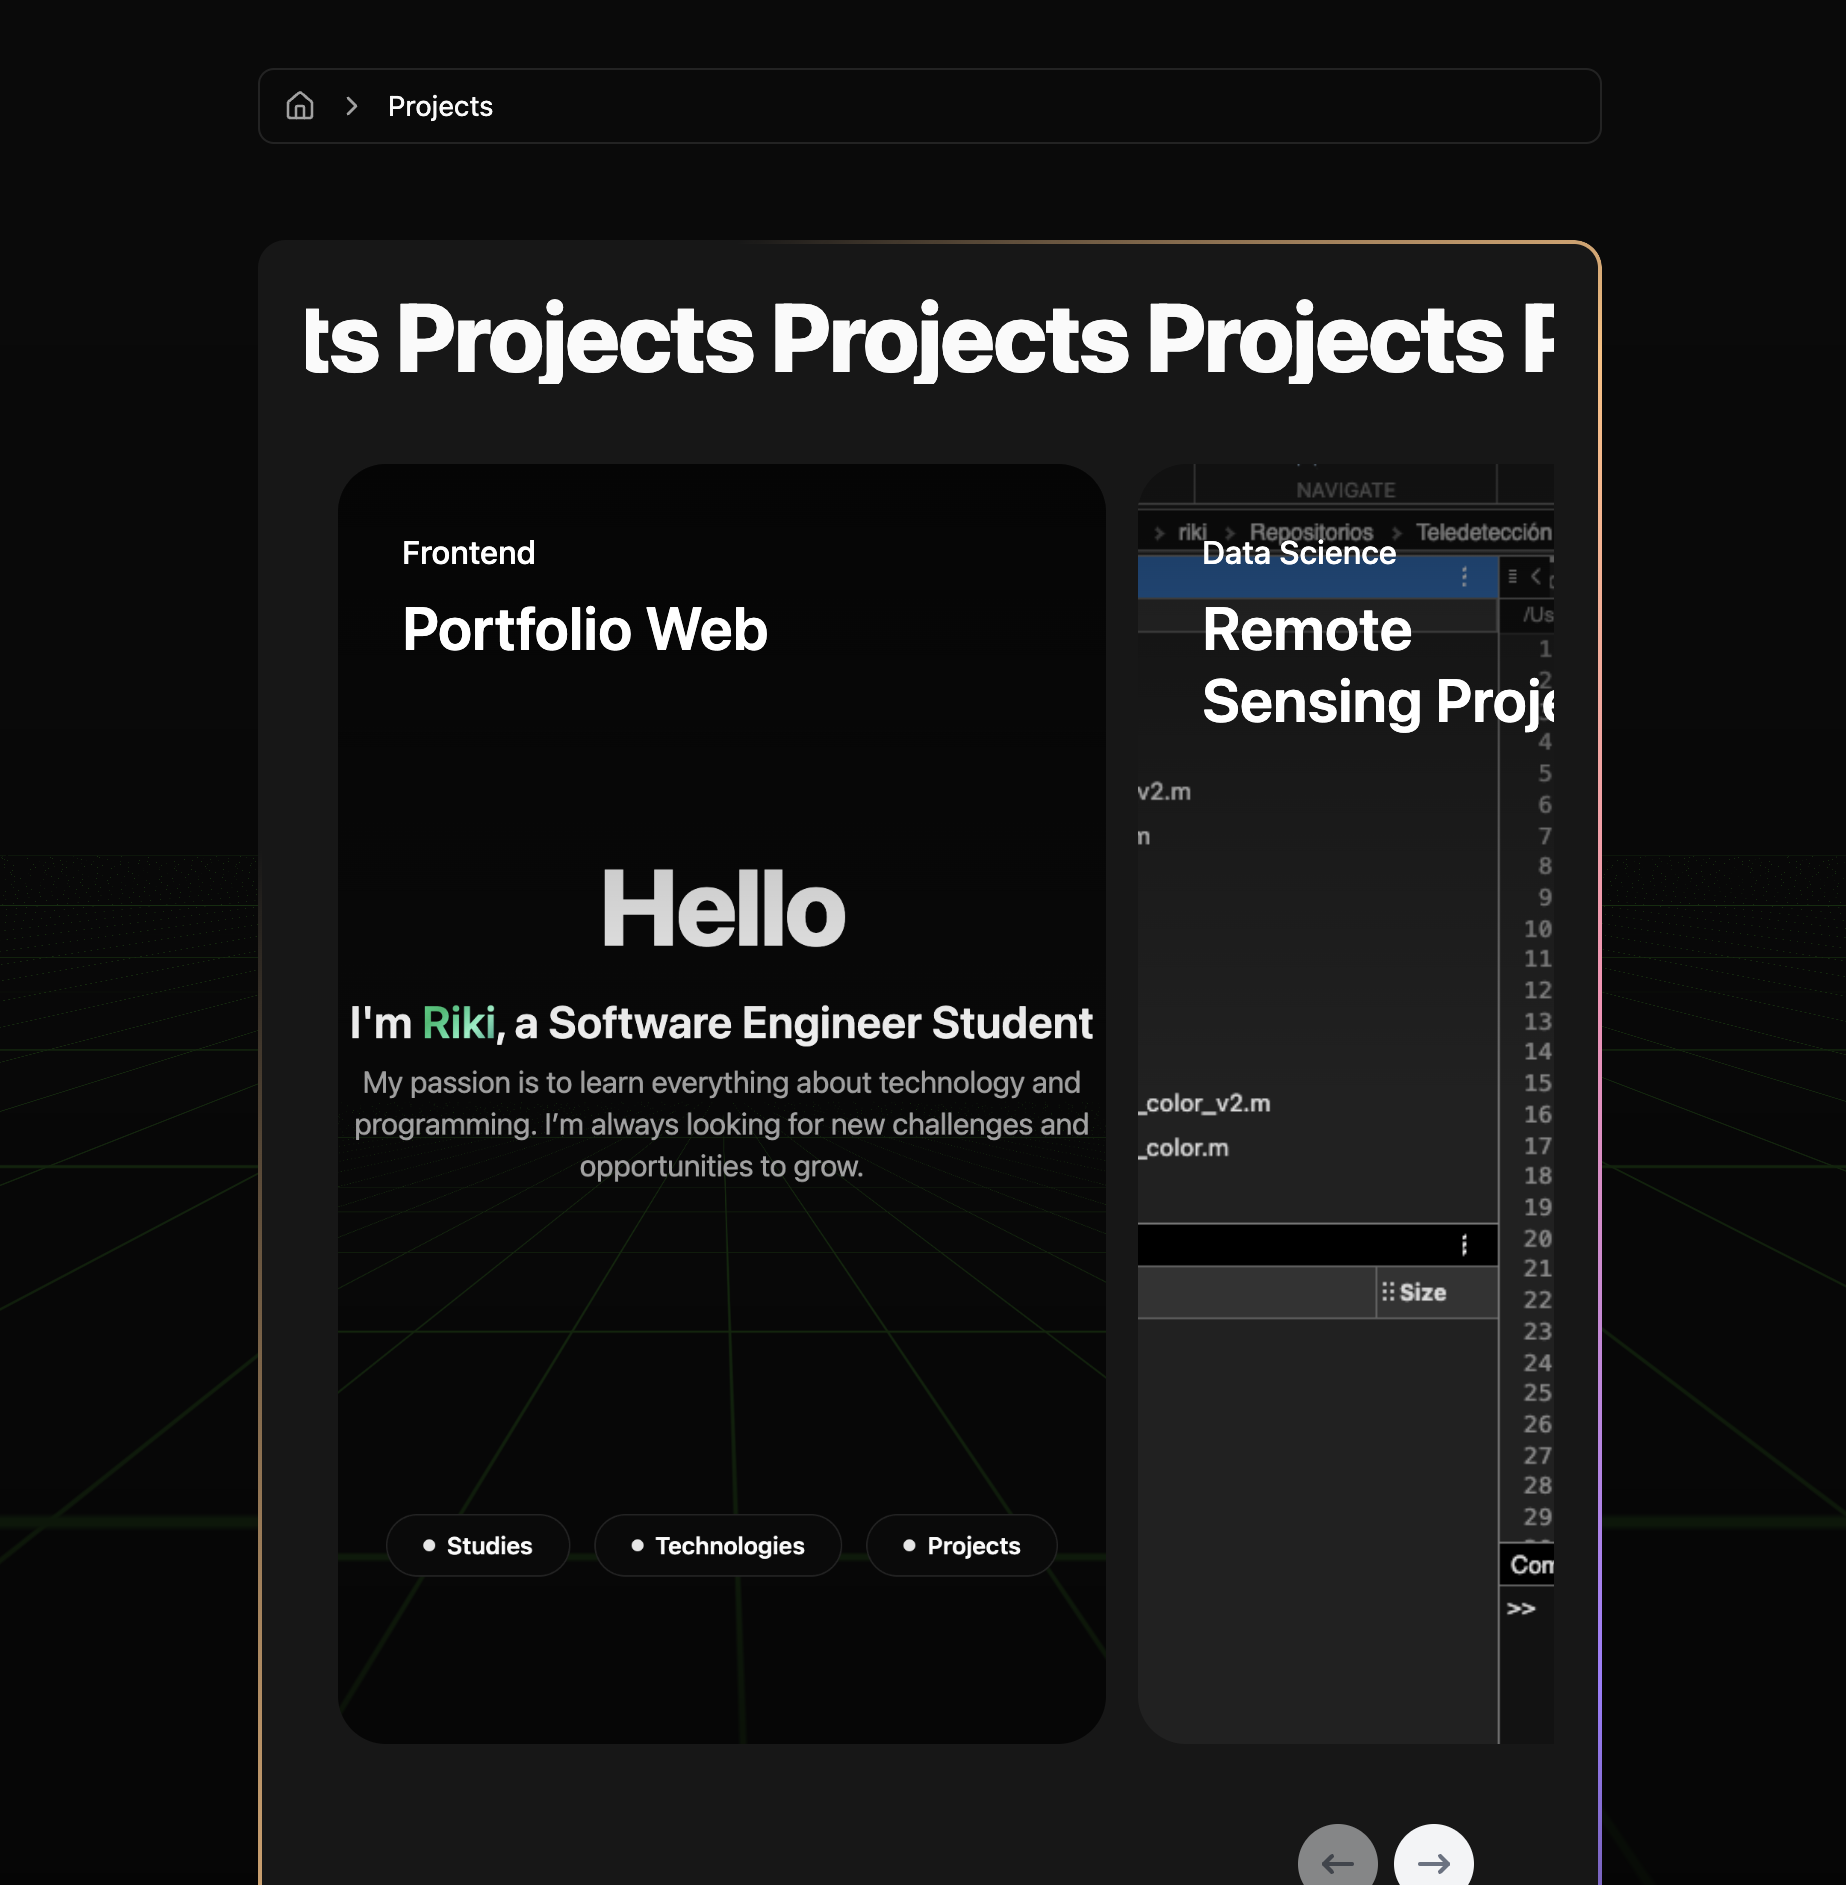 Projects
ts Projects Projects Projects P
Frontend
Portfolio Web
Hello
I'm Riki, a Software Engineer Student
My passion is to learn everything about technology and
programming. I’m always looking for new challenges and
opportunities to grow.
Studies
Technologies
Projects
NAVIGATE
riki
Repositorios
Teledetección
Data Science
Remote
Sensing Proje
/Us
1
2
4
5
v2.m
6
7
m
8
9
10
11
12
13
14
15
_color_v2.m
16
17
_color.m
18
19
20
21
Size
22
23
24
25
26
27
28
29
Com
>>